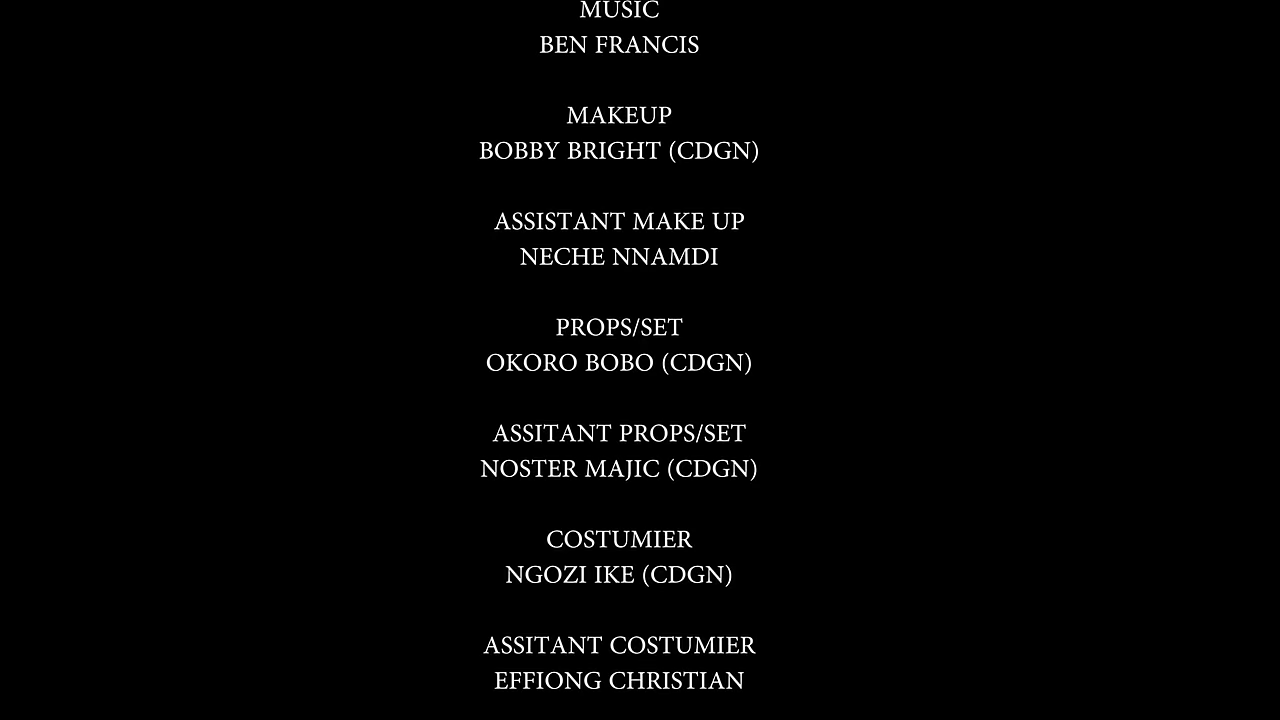 MUSIC
BEN FRANCIS
MAKEUP
BOBBY BRIGHT (CDGN)
ASSISTANT MAKE UP
NECHE NNAMDI
PROPS/SET
OKORO BOBO (CDGN)
ASSITANT PROPS/SET
NOSTER MAJIC (CDGN)
COSTUMIER
NGOZI IKE (CDGN)
ASSITANT COSTUMIER
EFFIONG CHRISTIAN